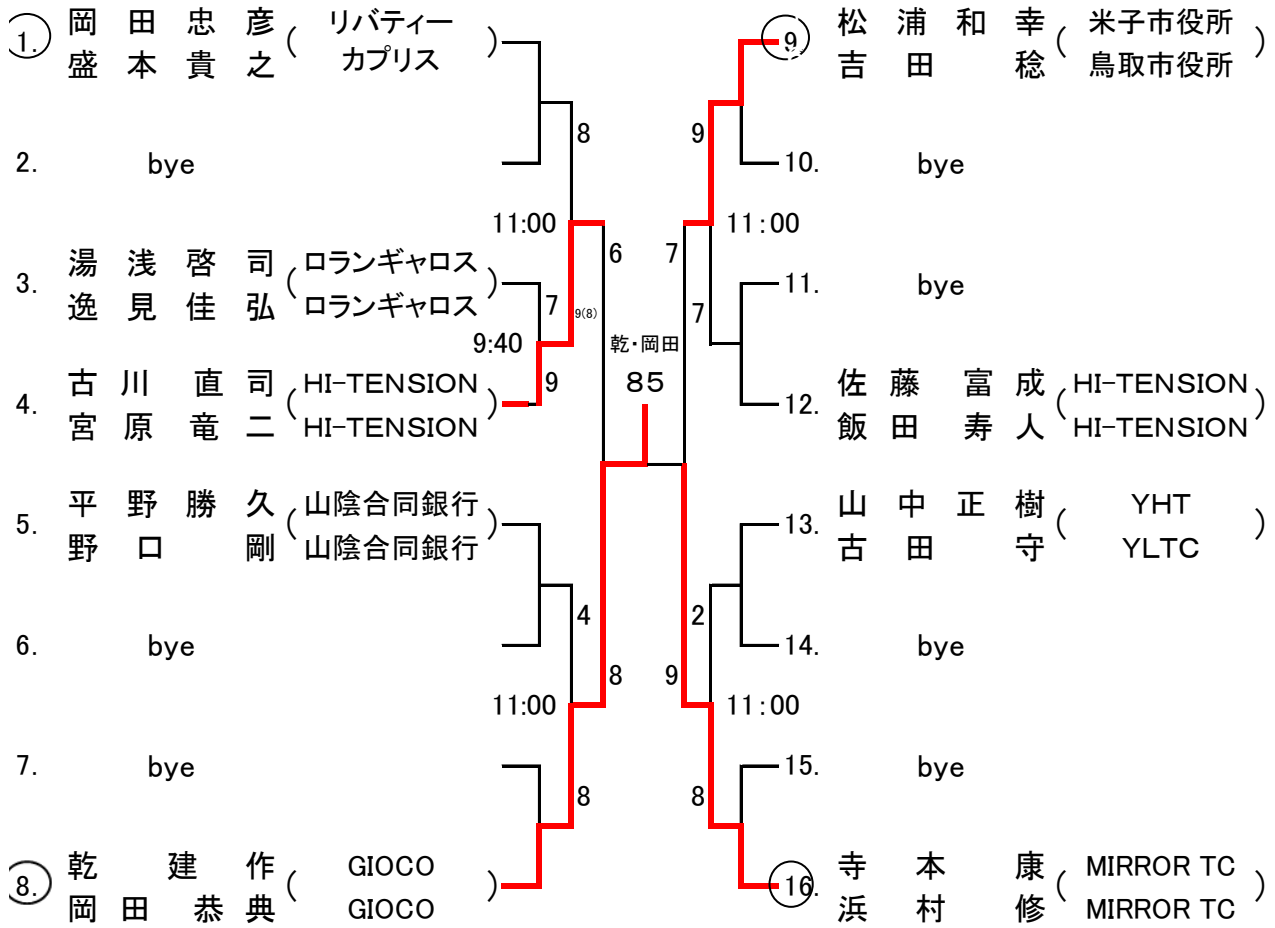 1. 岡田忠彦 ( リバティー )
盛本貴之 カプリス
8
2. bye
11:00
6
3. 湯浅啓司 ( ロランギャロス )
逸見佳弘 ロランギャロス
7
9(8)
9:40
9
4. 古川直司 ( HI-TENSION )
宮原竜二 HI-TENSION
5. 平野勝久 ( 山陰合同銀行 )
野口剛 山陰合同銀行
4
6. bye
8
11:00
7. bye
8
8. 乾建作 ( GIOCO )
岡田恭典 GIOCO
乾・岡田
85
9. 松浦和幸 ( 米子市役所 )
吉田稔 鳥取市役所
9
10. bye
11:00
7
11. bye
7
12. 佐藤富成 ( HI-TENSION )
飯田寿人 HI-TENSION
13. 山中正樹 ( YHT )
古田守 YLTC
2
14. bye
9
11:00
15. bye
8
16. 寺本康 ( MIRROR TC )
浜村修 MIRROR TC